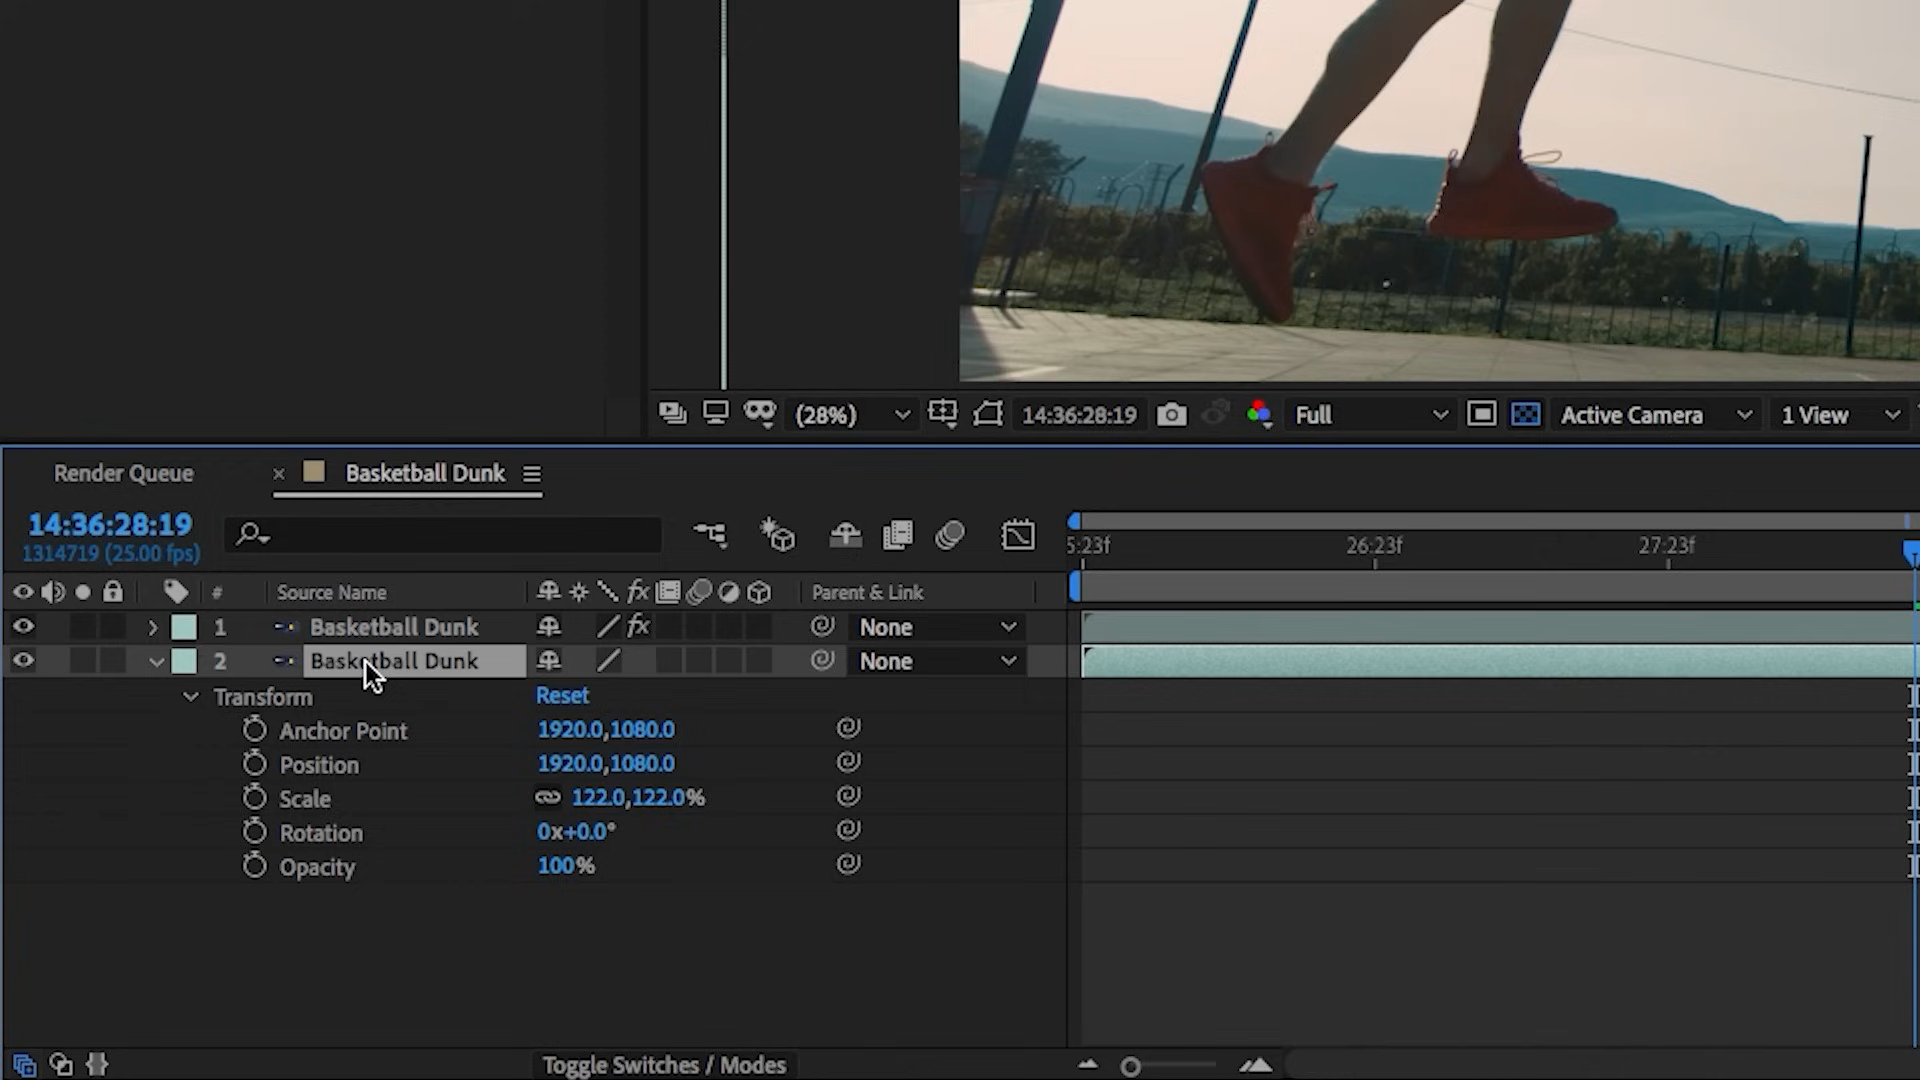 (28%) 14:36:28:19 Full Active Camera 1 View
Render Queue × Basketball Dunk
14:36:28:19
1314719 (25.00 fps)
5:23f 26:23f 27:23f
# Source Name fx Parent & Link
1 Basketball Dunk fx None
2 Basketball Dunk None
Transform Reset
Anchor Point 1920.0,1080.0
Position 1920.0,1080.0
Scale 122.0,122.0%
Rotation 0x+0.0°
Opacity 100%
Toggle Switches / Modes